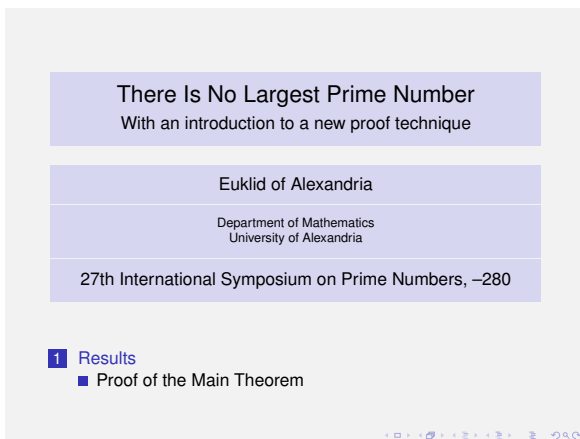 There Is No Largest Prime Number
With an introduction to a new proof technique
Euklid of Alexandria
Department of Mathematics
University of Alexandria
27th International Symposium on Prime Numbers, –280
1 Results
Proof of the Main Theorem